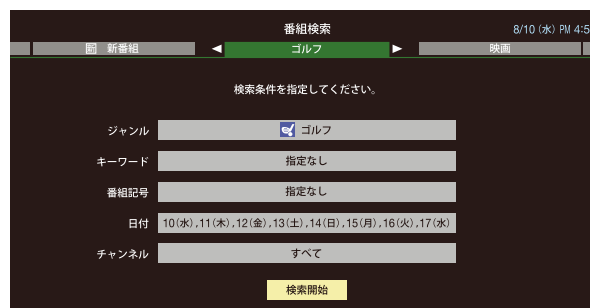 番組検索 8/10 (水) PM 4:5
新 新番組 ◀ ゴルフ ▶ 映画
検索条件を指定してください。
ジャンル ゴルフ
キーワード 指定なし
番組記号 指定なし
日付 10(水),11(木),12(金),13(土),14(日),15(月),16(火),17(水)
チャンネル すべて
検索開始